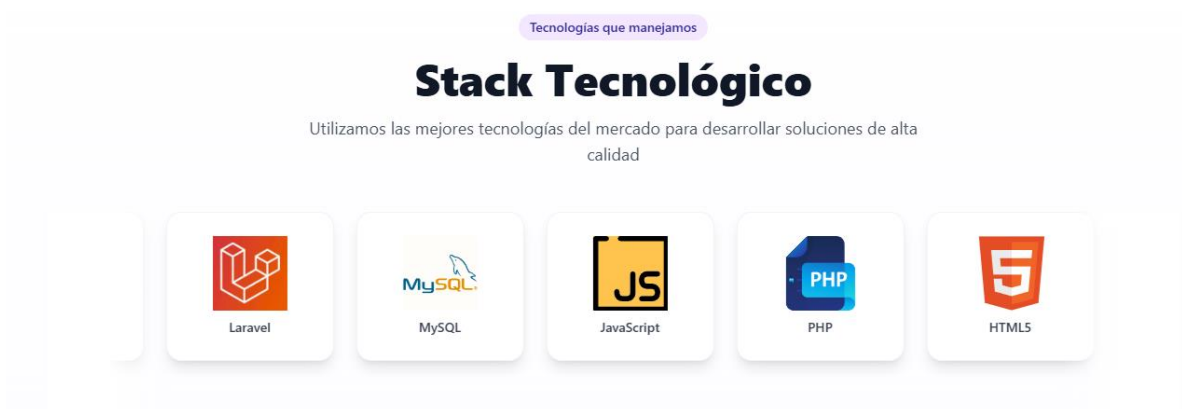 Tecnologías que manejamos
Stack Tecnológico
Utilizamos las mejores tecnologías del mercado para desarrollar soluciones de alta
calidad
MySQL
JS
PHP
5
Laravel
MySQL
JavaScript
PHP
HTML5